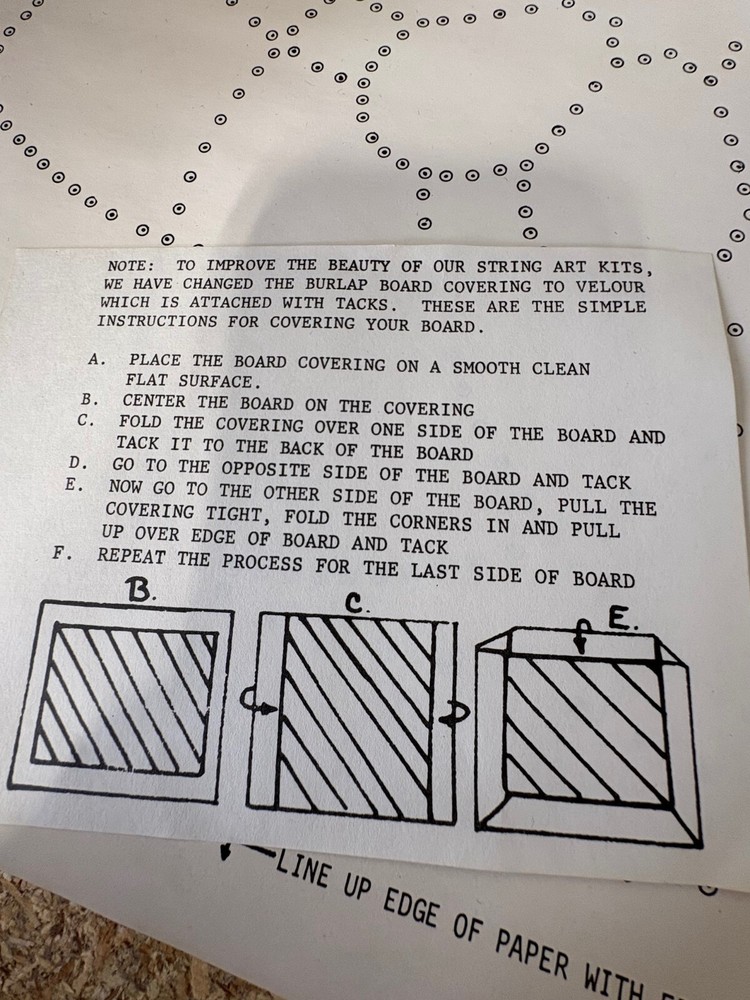 NOTE: TO IMPROVE THE BEAUTY OF OUR STRING ART KITS,
WE HAVE CHANGED THE BURLAP BOARD COVERING TO VELOUR
WHICH IS ATTACHED WITH TACKS. THESE ARE THE SIMPLE
INSTRUCTIONS FOR COVERING YOUR BOARD.
A. PLACE THE BOARD COVERING ON A SMOOTH CLEAN
FLAT SURFACE.
B. CENTER THE BOARD ON THE COVERING
C. FOLD THE COVERING OVER ONE SIDE OF THE BOARD AND
TACK IT TO THE BACK OF THE BOARD
D. GO TO THE OPPOSITE SIDE OF THE BOARD AND TACK
E. NOW GO TO THE OTHER SIDE OF THE BOARD, PULL THE
COVERING TIGHT, FOLD THE CORNERS IN AND PULL
UP OVER EDGE OF BOARD AND TACK
F. REPEAT THE PROCESS FOR THE LAST SIDE OF BOARD
B. C. E.
LINE UP EDGE OF PAPER WITH